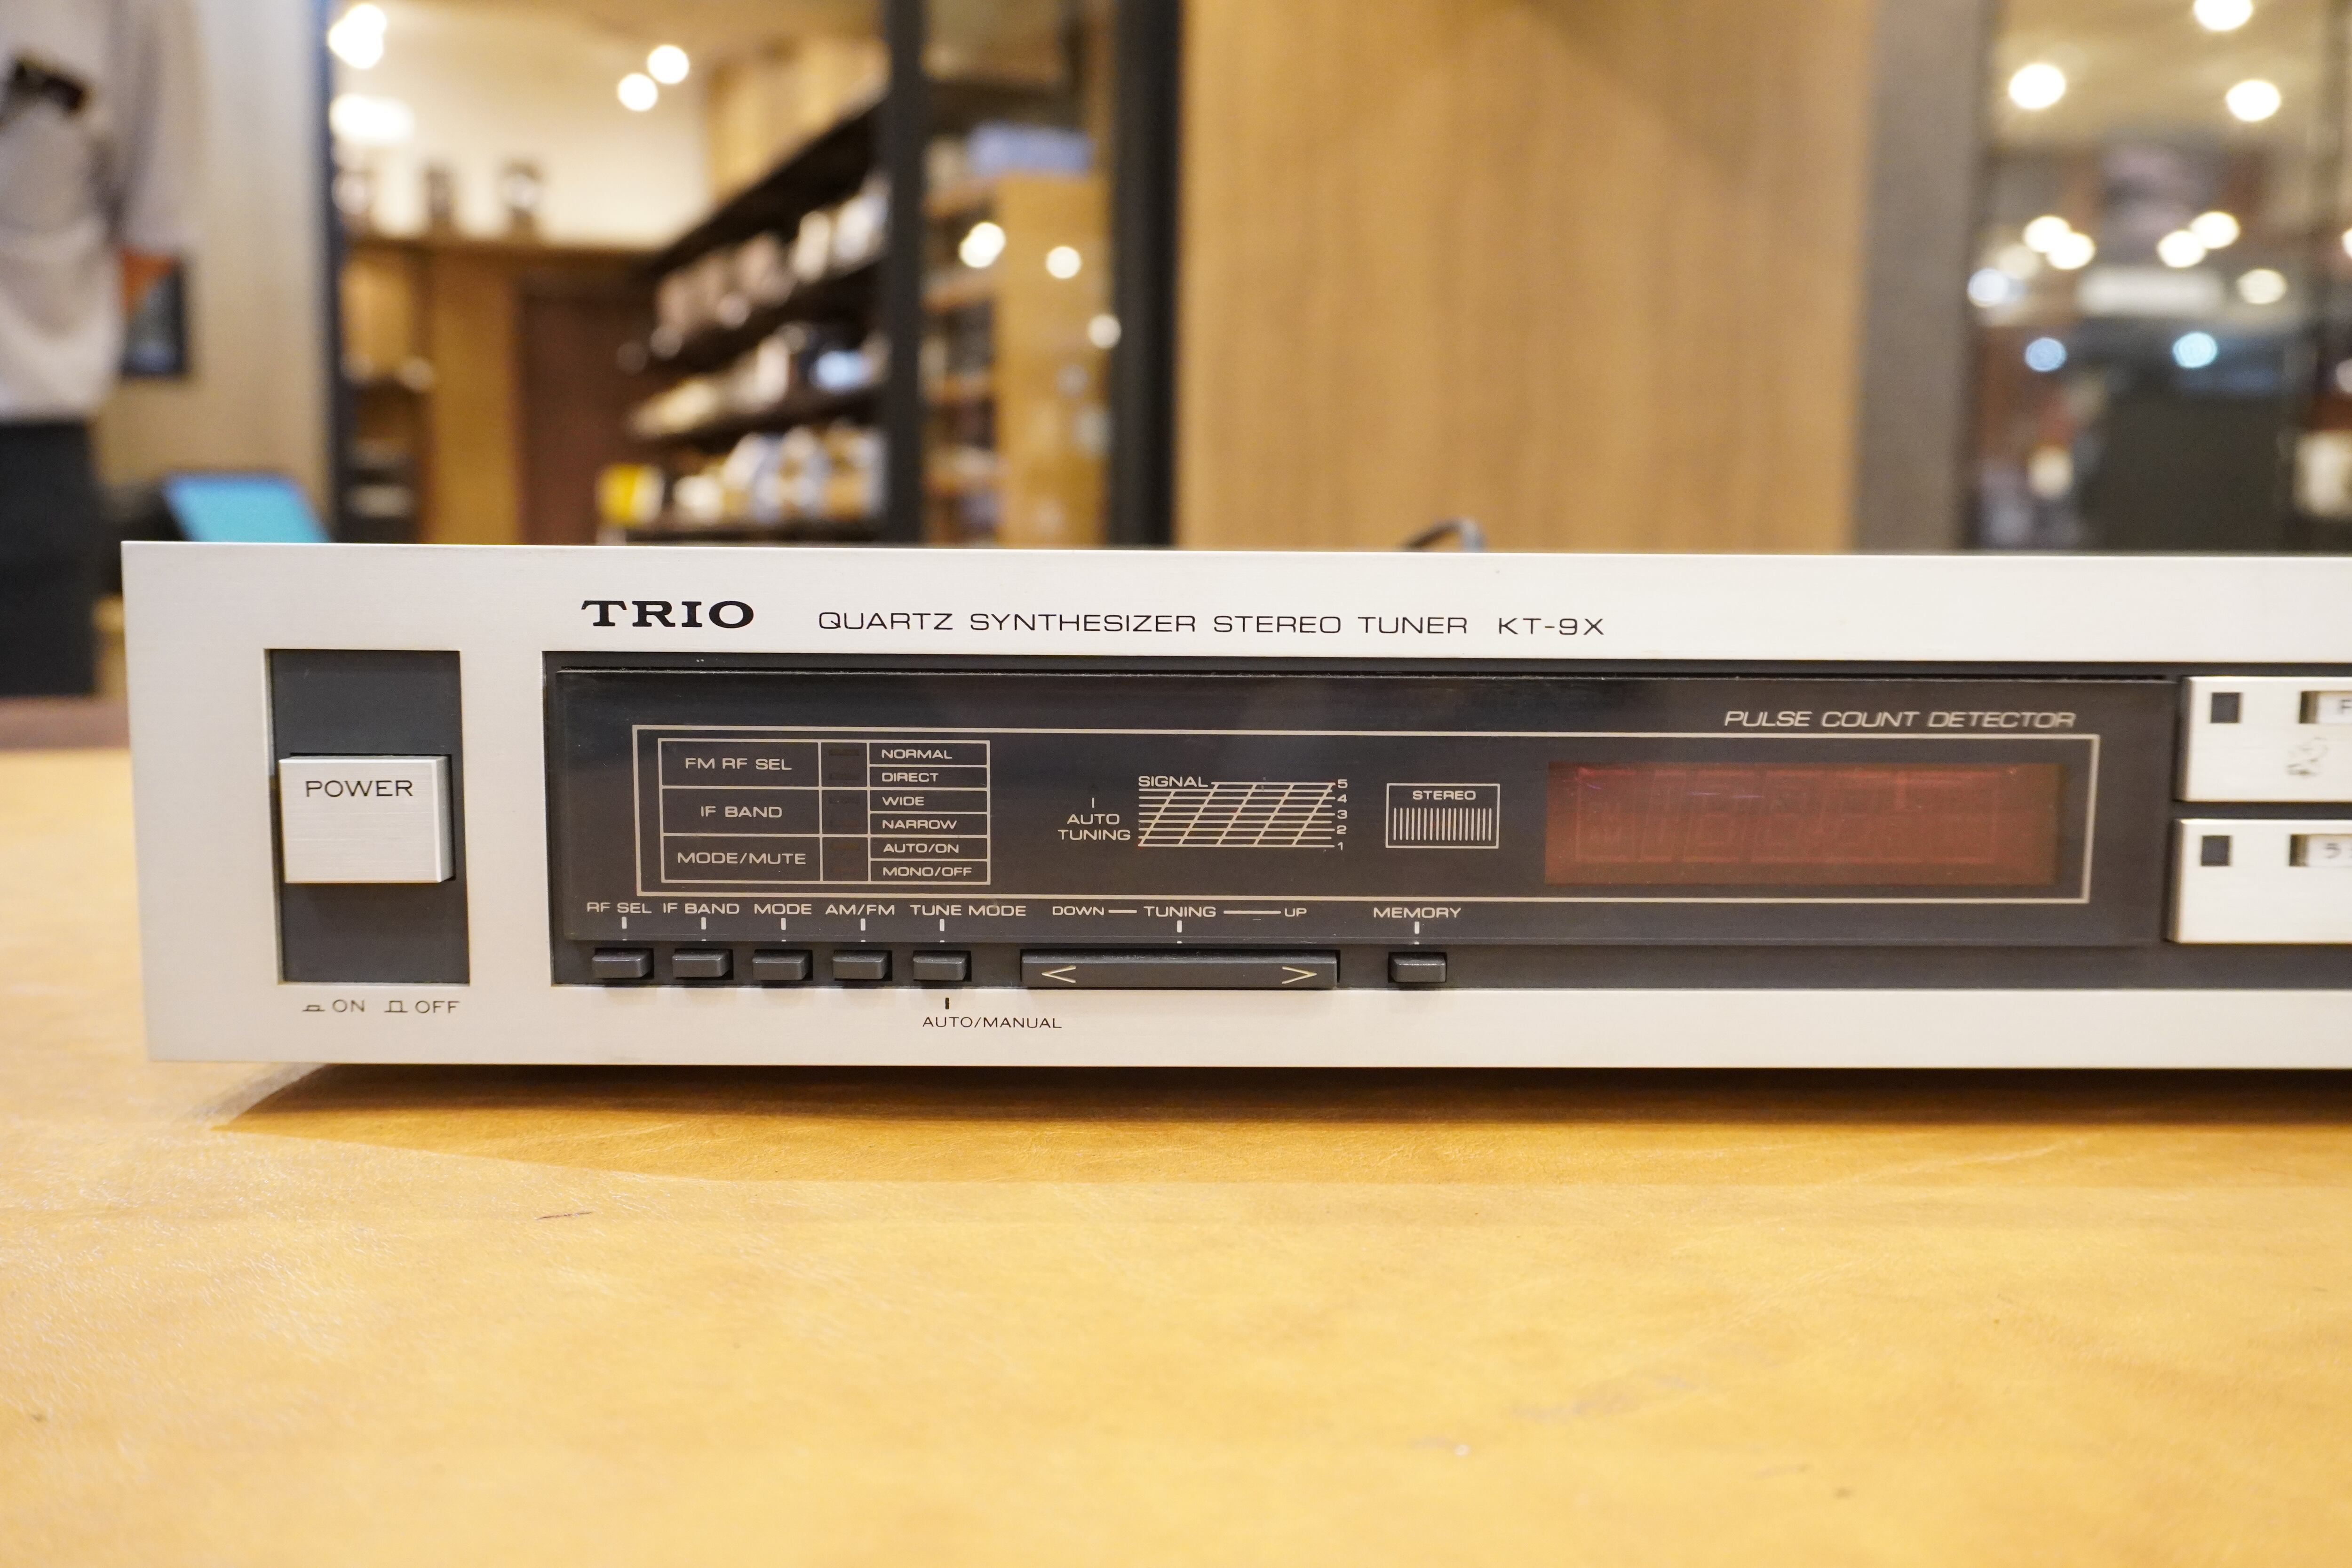 TRIO QUARTZ SYNTHESIZER STEREO TUNER KT-9X
POWER
ON OFF
PULSE COUNT DETECTOR
FM RF SEL
NORMAL
DIRECT
IF BAND
WIDE
NARROW
MODE/MUTE
AUTO/ON
MONO/OFF
AUTO
TUNING
SIGNAL
5
4
3
2
1
STEREO
RF SEL IF BAND MODE AM/FM TUNE MODE DOWN TUNING UP MEMORY
< >
AUTO/MANUAL